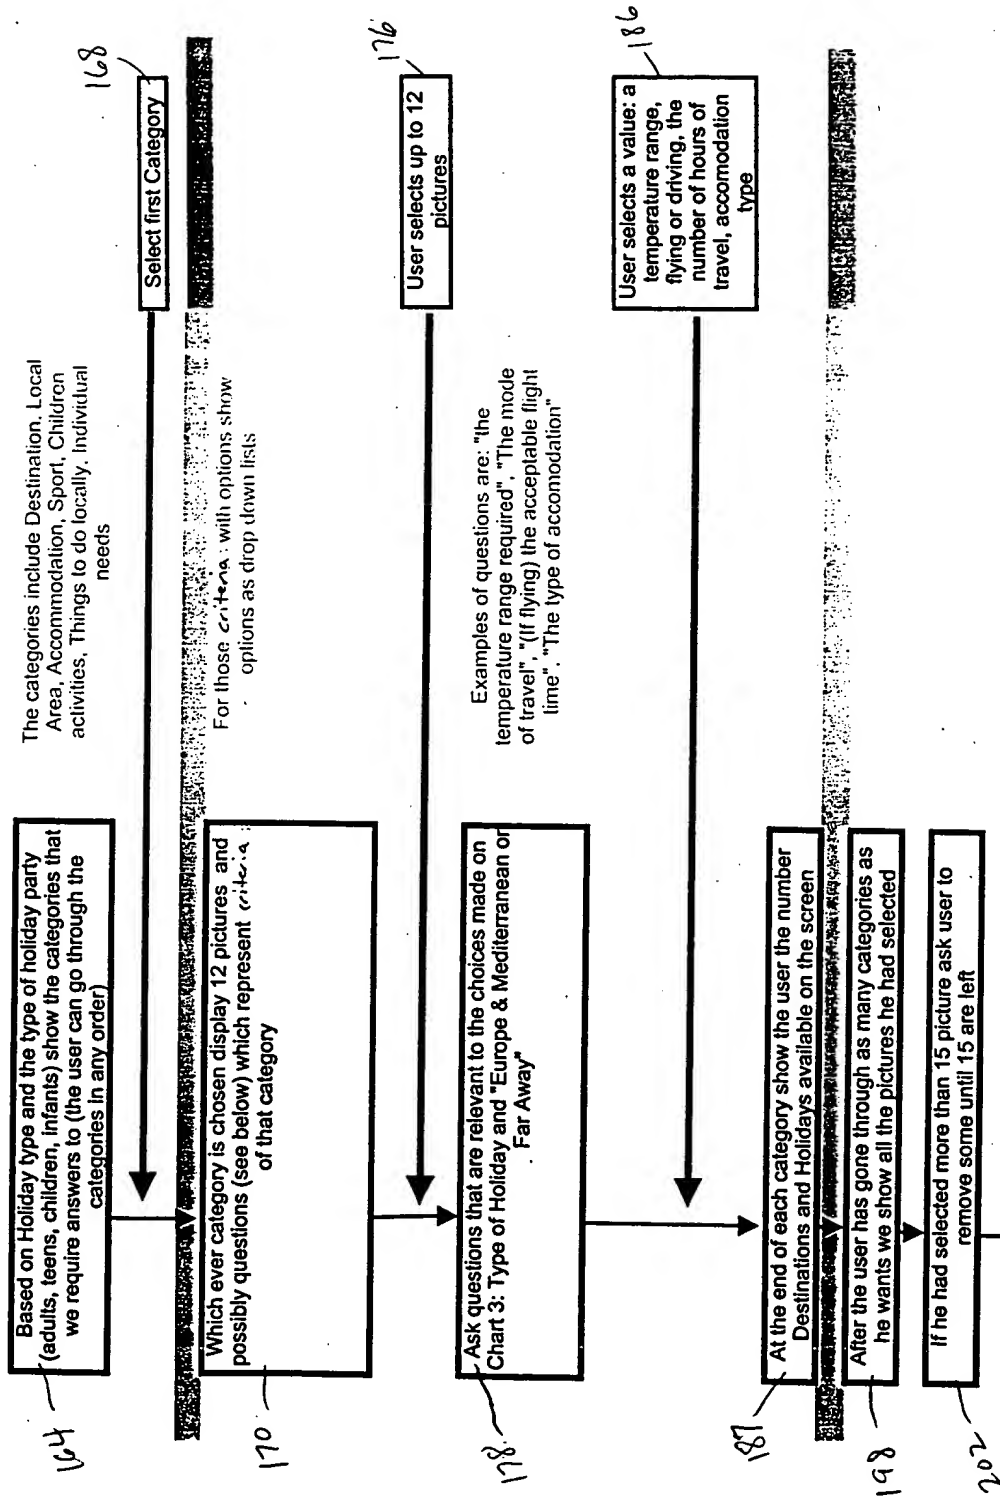 164
Based on Holiday type and the type of holiday party
(adults, teens, children, infants) show the categories that
we require answers to (the user can go through the
categories in any order)
The categories include Destination, Local
Area, Accommodation, Sport, Children
activities, Things to do locally, Individual
needs
168
Select first Category
170
Which ever category is chosen display 12 pictures and
possibly questions (see below) which represent criteria :
of that category
For those criteria : with options show
options as drop down lists
176
User selects up to 12
pictures
178
Ask questions that are relevant to the choices made on
Chart 3: Type of Holiday and "Europe & Mediterranean or
Far Away"
Examples of questions are: "the
temperature range required", "The mode
of travel", "(If flying) the acceptable flight
time". "The type of accomodation"
186
User selects a value: a
temperature range,
flying or driving, the
number of hours of
travel, accomodation
type
187
At the end of each category show the user the number
Destinations and Holidays available on the screen
198
After the user has gone through as many categories as
he wants we show all the pictures he had selected
202
If he had selected more than 15 picture ask user to
remove some until 15 are left